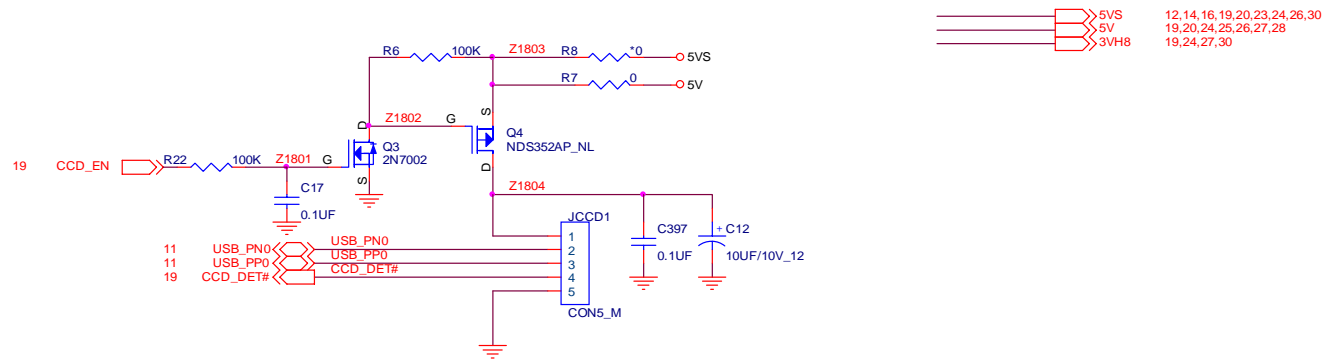 5VS 12,14,16,19,20,23,24,26,30
5V 19,20,24,25,26,27,28
3VH8 19,24,27,30
R6 100K Z1803 R8 *0 5VS
R7 0 5V
S
D Z1802 G Q4
NDS352AP_NL
19 CCD_EN R22 100K Z1801 G Q3
2N7002
D
S
Z1804
C17
0.1UF
JCCD1
C397
0.1UF
+ C12
10UF/10V_12
1
11 USB_PN0 USB_PN0 2
11 USB_PP0 USB_PP0 3
19 CCD_DET# CCD_DET# 4
5
CON5_M